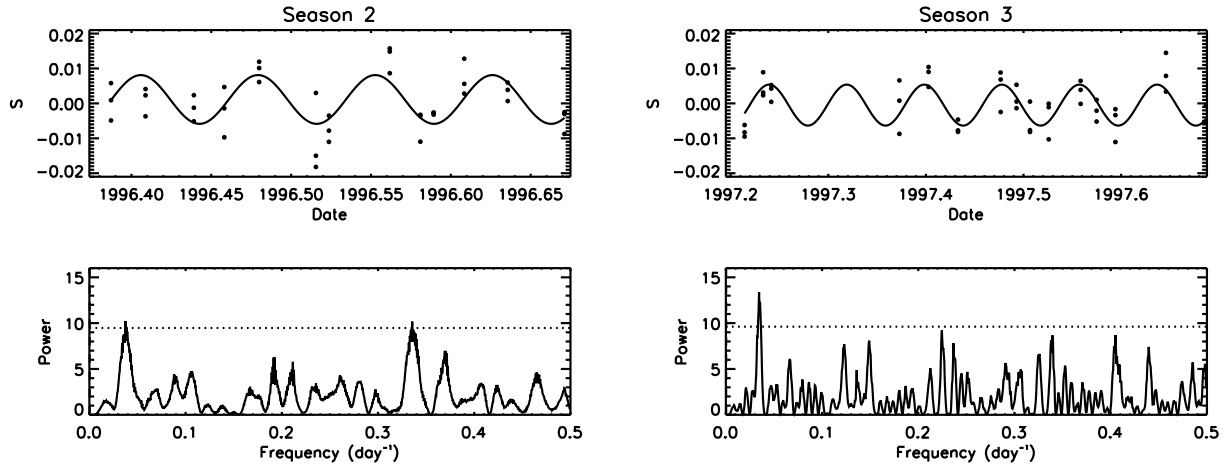 Season 2
0.02
0.01
0.00
-0.01
-0.02
S
1996.40 1996.45 1996.50 1996.55 1996.60 1996.65
Date
Season 3
0.02
0.01
0.00
-0.01
-0.02
S
1997.2 1997.3 1997.4 1997.5 1997.6
Date
15
10
5
0
Power
0.0 0.1 0.2 0.3 0.4 0.5
Frequency (day⁻¹)
15
10
5
0
Power
0.0 0.1 0.2 0.3 0.4 0.5
Frequency (day⁻¹)